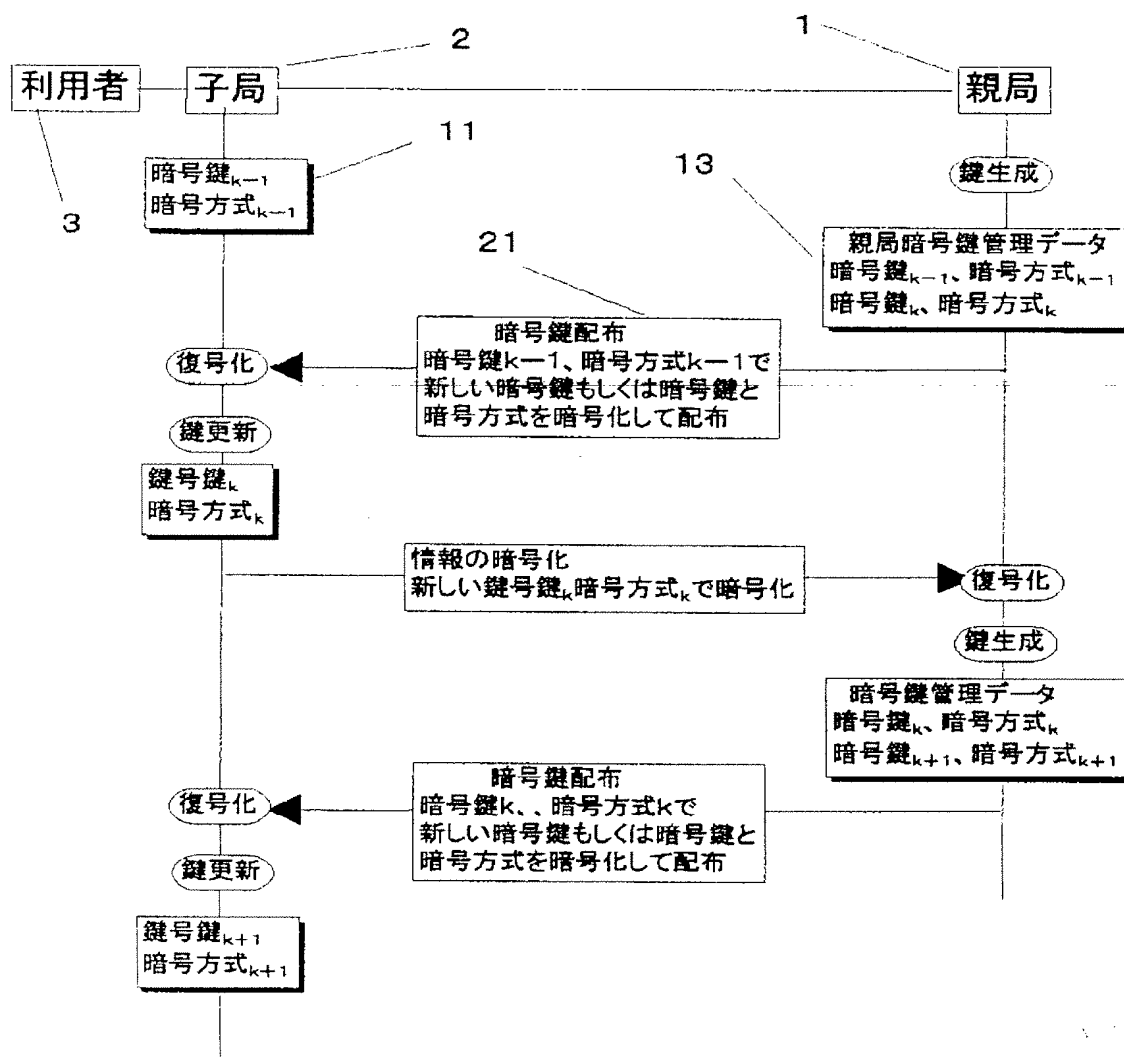 2
1
利用者
子局
親局
11
13
3
暗号鍵k−1
暗号方式k−1
鍵生成
親局暗号鍵管理データ
暗号鍵k−1、暗号方式k−1
暗号鍵k、暗号方式k
21
暗号鍵配布
暗号鍵k−1、暗号方式k−1で
新しい暗号鍵もしくは暗号鍵と
暗号方式を暗号化して配布
復号化
鍵更新
鍵号鍵k
暗号方式k
情報の暗号化
新しい鍵号鍵k暗号方式kで暗号化
復号化
鍵生成
暗号鍵管理データ
暗号鍵k、暗号方式k
暗号鍵k+1、暗号方式k+1
暗号鍵配布
暗号鍵k、、暗号方式kで
新しい暗号鍵もしくは暗号鍵と
暗号方式を暗号化して配布
復号化
鍵更新
鍵号鍵k+1
暗号方式k+1